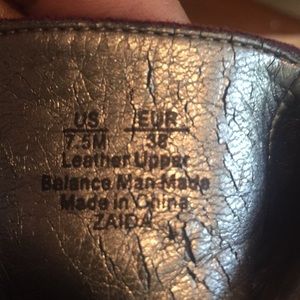 US EUR
7.5M 38
Leather Upper
Balance Man Made
Made in China
ZAIDA